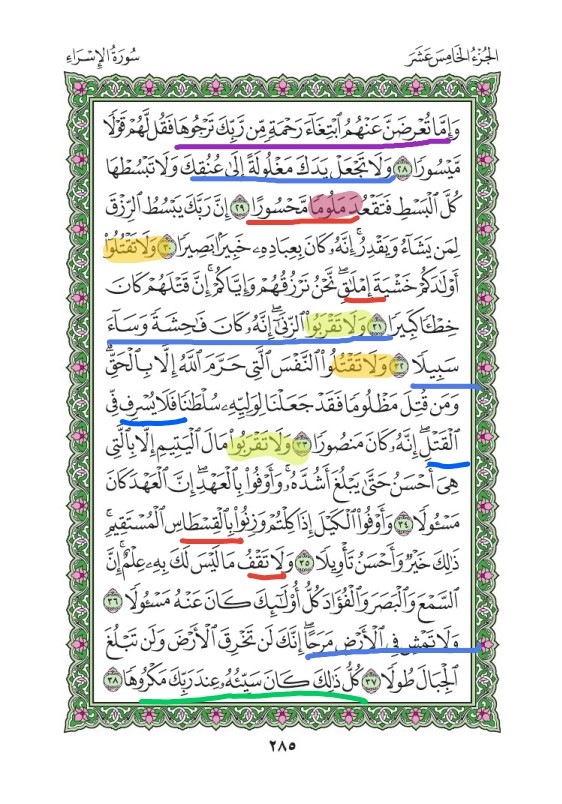 الجُزْءُ الخَامِسَ عَشَرَ
سُورَةُ الإِسْرَاءِ
وَإِمَّا تُعْرِضَنَّ عَنْهُمُ ٱبْتِغَآءَ رَحْمَةٍ مِّن رَّبِّكَ تَرْجُوهَا فَقُل لَّهُمْ قَوْلًا
مَّيْسُورًا ٢٨ وَلَا تَجْعَلْ يَدَكَ مَغْلُولَةً إِلَىٰ عُنُقِكَ وَلَا تَبْسُطْهَا
كُلَّ ٱلْبَسْطِ فَتَقْعُدَ مَلُومًا مَّحْسُورًا ٢٩ إِنَّ رَبَّكَ يَبْسُطُ ٱلرِّزْقَ
لِمَن يَشَآءُ وَيَقْدِرُ ۚ إِنَّهُۥ كَانَ بِعِبَادِهِۦ خَبِيرًۢا بَصِيرًا ٣٠ وَلَا تَقْتُلُوٓا۟
أَوْلَٰدَكُمْ خَشْيَةَ إِمْلَٰقٍ ۖ نَّحْنُ نَرْزُقُهُمْ وَإِيَّاكُمْ ۚ إِنَّ قَتْلَهُمْ كَانَ
خِطْـًٔا كَبِيرًا ٣١ وَلَا تَقْرَبُوا۟ ٱلزِّنَىٰٓ ۖ إِنَّهُۥ كَانَ فَٰحِشَةً وَسَآءَ
سَبِيلًا ٣٢ وَلَا تَقْتُلُوا۟ ٱلنَّفْسَ ٱلَّتِى حَرَّمَ ٱللَّهُ إِلَّا بِٱلْحَقِّ ۗ
وَمَن قُتِلَ مَظْلُومًا فَقَدْ جَعَلْنَا لِوَلِيِّهِۦ سُلْطَٰنًا فَلَا يُسْرِف فِّى
ٱلْقَتْلِ ۖ إِنَّهُۥ كَانَ مَنصُورًا ٣٣ وَلَا تَقْرَبُوا۟ مَالَ ٱلْيَتِيمِ إِلَّا بِٱلَّتِى
هِىَ أَحْسَنُ حَتَّىٰ يَبْلُغَ أَشُدَّهُۥ ۚ وَأَوْفُوا۟ بِٱلْعَهْدِ ۖ إِنَّ ٱلْعَهْدَ كَانَ
مَسْـُٔولًا ٣٤ وَأَوْفُوا۟ ٱلْكَيْلَ إِذَا كِلْتُمْ وَزِنُوا۟ بِٱلْقِسْطَاسِ ٱلْمُسْتَقِيمِ ۚ
ذَٰلِكَ خَيْرٌ وَأَحْسَنُ تَأْوِيلًا ٣٥ وَلَا تَقْفُ مَا لَيْسَ لَكَ بِهِۦ عِلْمٌ ۚ إِنَّ
ٱلسَّمْعَ وَٱلْبَصَرَ وَٱلْفُؤَادَ كُلُّ أُو۟لَٰٓئِكَ كَانَ عَنْهُ مَسْـُٔولًا ٣٦
وَلَا تَمْشِ فِى ٱلْأَرْضِ مَرَحًا ۖ إِنَّكَ لَن تَخْرِقَ ٱلْأَرْضَ وَلَن تَبْلُغَ
ٱلْجِبَالَ طُولًا ٣٧ كُلُّ ذَٰلِكَ كَانَ سَيِّئُهُۥ عِندَ رَبِّكَ مَكْرُوهًا ٣٨
٢٨٥